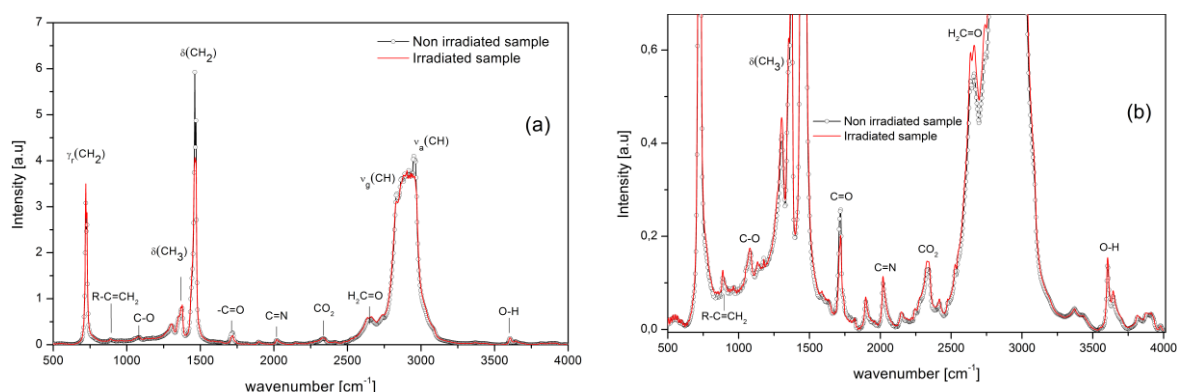 7
6
5
4
3
2
1
0
Intensity [a.u]
500 1000 1500 2000 2500 3000 3500 4000
wavenumber [cm⁻¹]
Non irradiated sample
Irradiated sample
(a)
γᵣ(CH₂)
R-C=CH₂
C-O
δ(CH₃)
δ(CH₂)
-C=O
C=N
CO₂
H₂C=O
νg(CH)
νₐ(CH)
O-H
0,6
0,4
0,2
0,0
Intensity [a.u]
500 1000 1500 2000 2500 3000 3500 4000
wavenumber [cm⁻¹]
Non irradiated sample
Irradiated sample
(b)
R-C=CH₂
C-O
δ(CH₃)
C=O
C=N
CO₂
H₂C=O
O-H